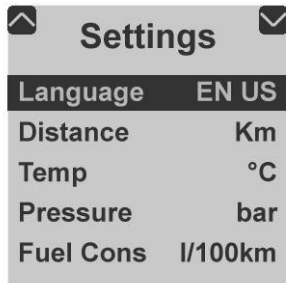 Settings
Language EN US
Distance Km
Temp °C
Pressure bar
Fuel Cons l/100km